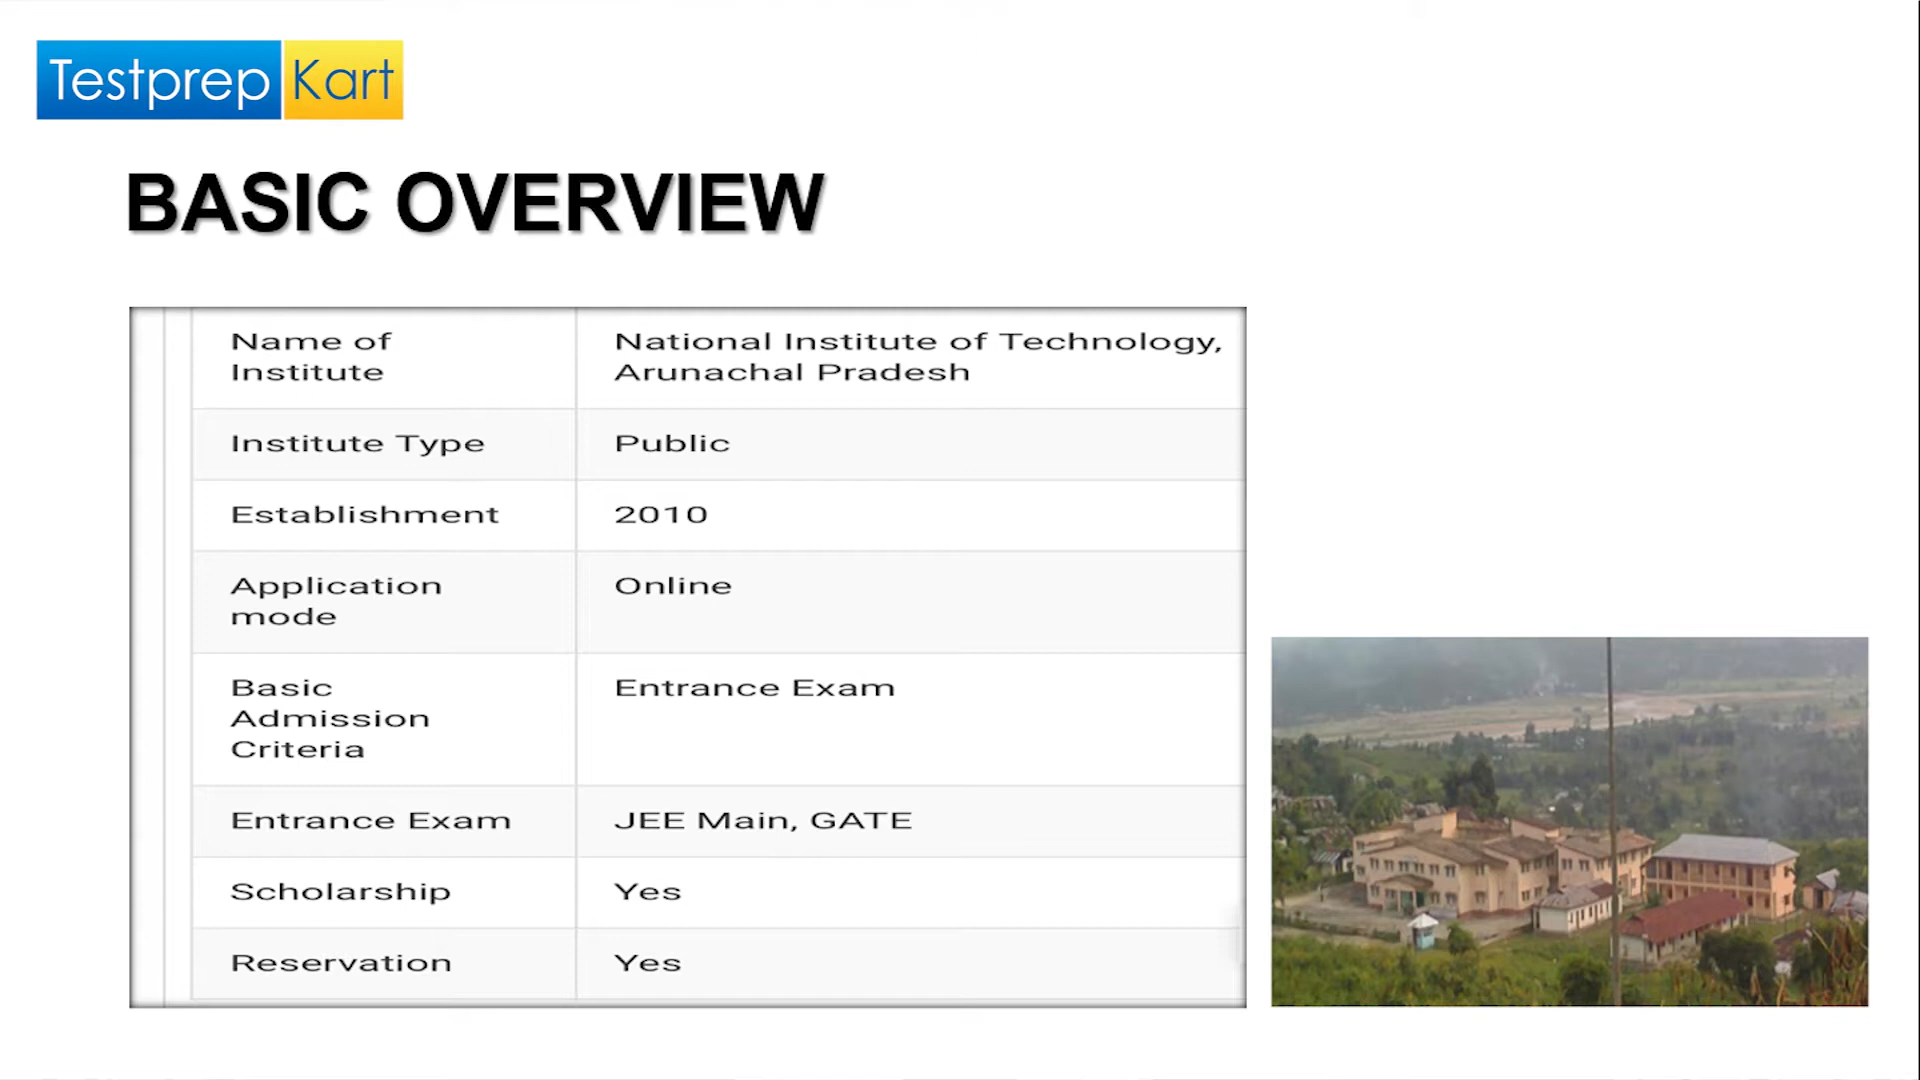 Testprep Kart
BASIC OVERVIEW
Name of
Institute
National Institute of Technology,
Arunachal Pradesh
Institute Type
Public
Establishment
2010
Application
mode
Online
Basic
Admission
Criteria
Entrance Exam
Entrance Exam
JEE Main, GATE
Scholarship
Yes
Reservation
Yes